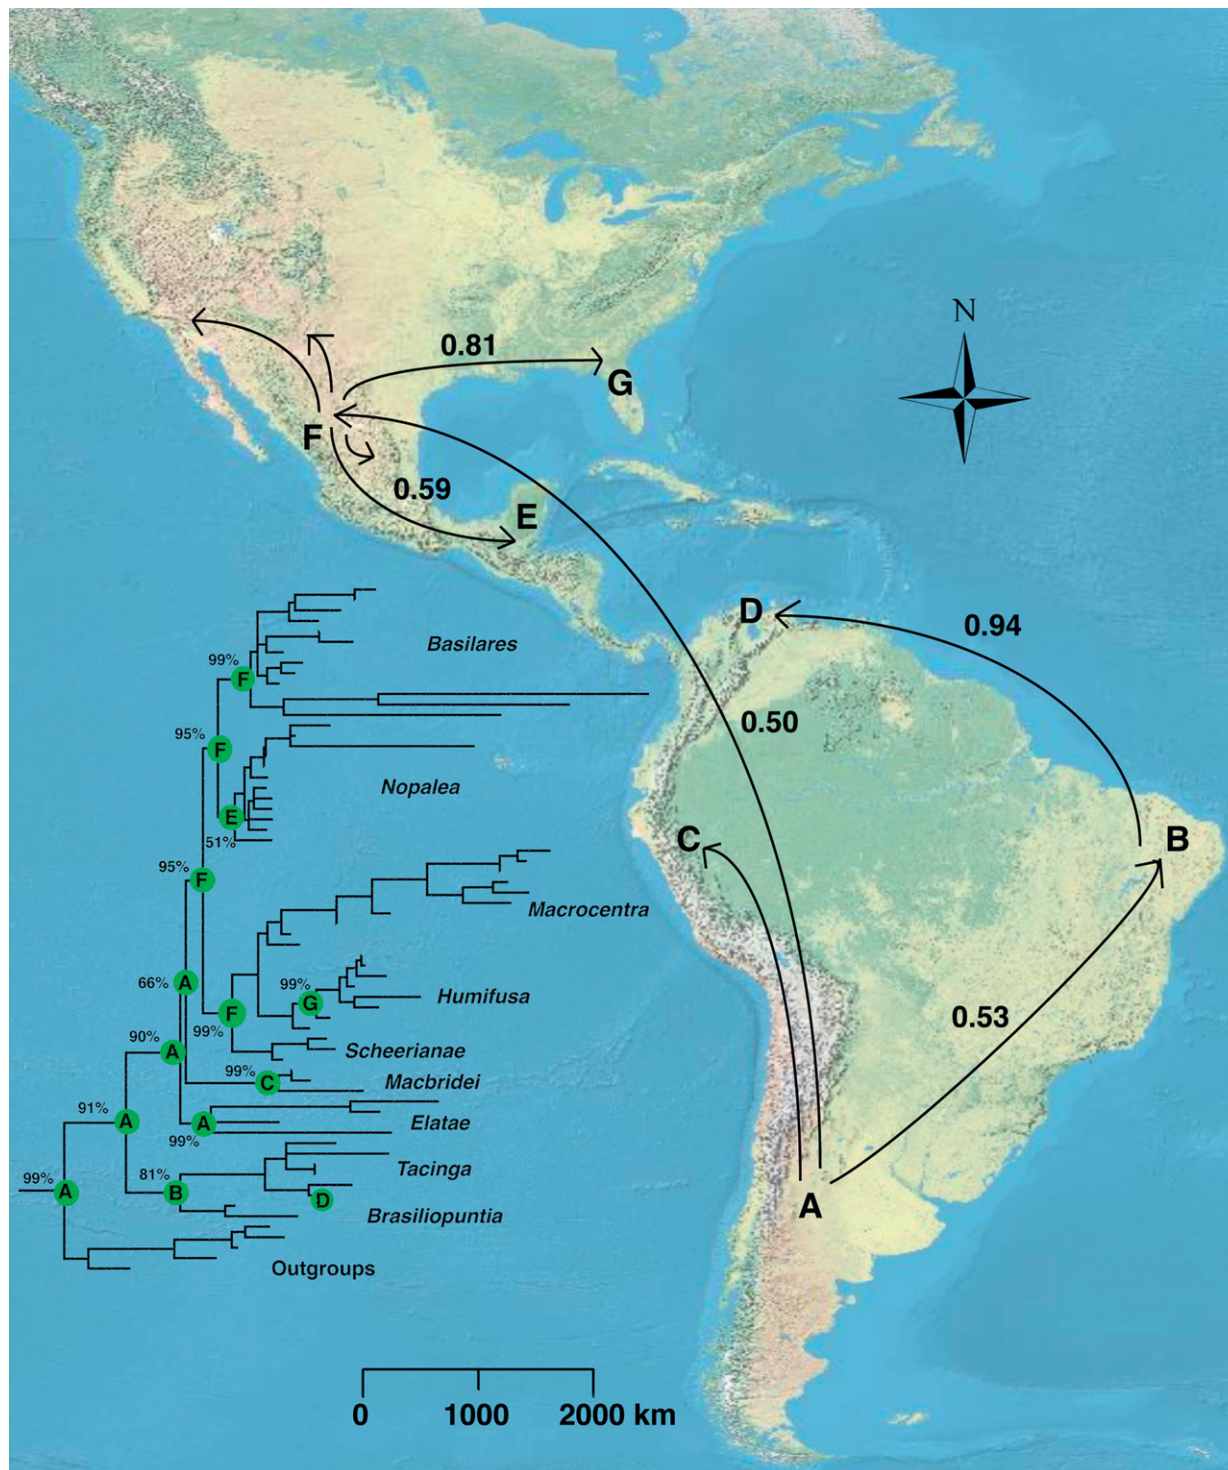 N
0.81
G
F
0.59
E
D
0.94
0.50
C
B
0.53
A
Basilares
99%
F
95%
F
Nopalea
E
51%
95%
F
Macrocentra
66%
A
99%
G
Humifusa
F
99%
90%
A
Scheerianae
99%
C
Macbridei
91%
A
A
99%
Elatae
Tacinga
99%
A
81%
B
D
Brasiliopuntia
Outgroups
0 1000 2000 km